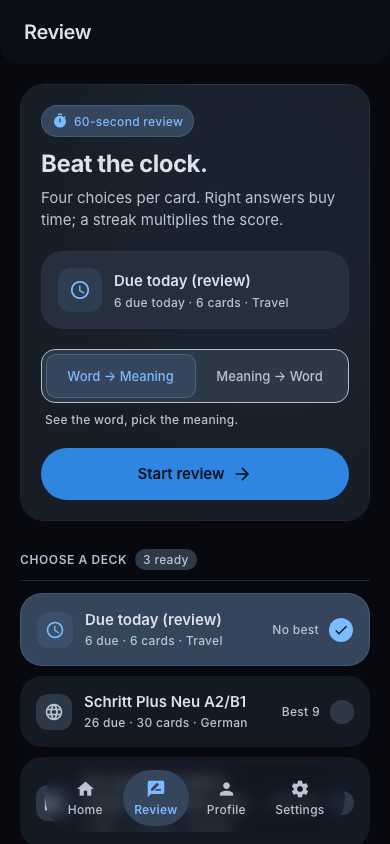 Review
60-second review
Beat the clock.
Four choices per card. Right answers buy
time; a streak multiplies the score.
Due today (review)
6 due today · 6 cards · Travel
Word → Meaning
Meaning → Word
See the word, pick the meaning.
Start review →
CHOOSE A DECK
3 ready
Due today (review)
6 due · 6 cards · Travel
No best
Schritt Plus Neu A2/B1
26 due · 30 cards · German
Best 9
Home
Review
Profile
Settings